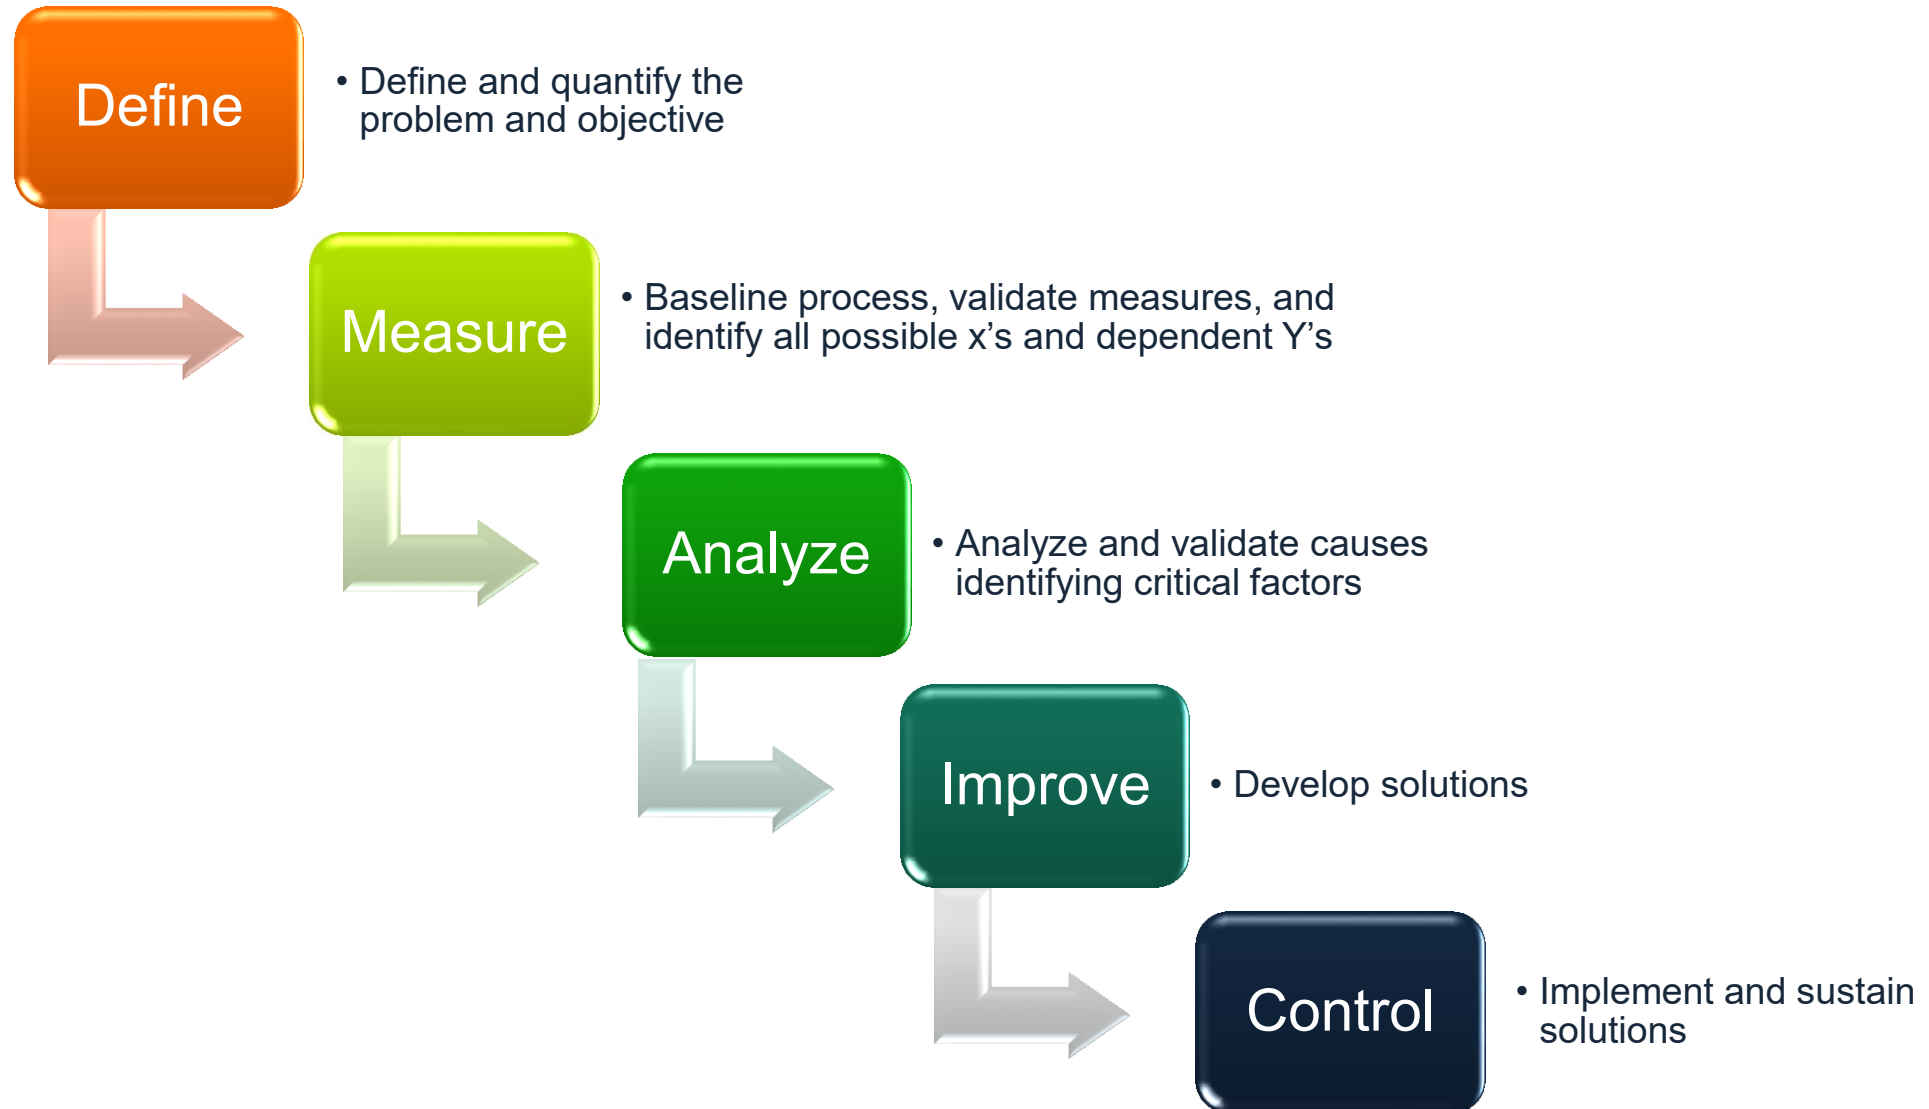 Define
• Define and quantify the
problem and objective
Measure
• Baseline process, validate measures, and
identify all possible x’s and dependent Y’s
Analyze
• Analyze and validate causes
identifying critical factors
Improve
• Develop solutions
Control
• Implement and sustain
solutions